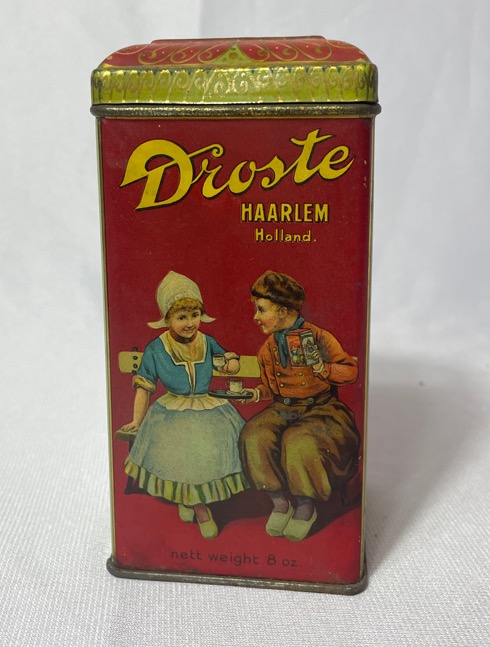 Droste
HAARLEM
Holland.
nett weight 8 oz.